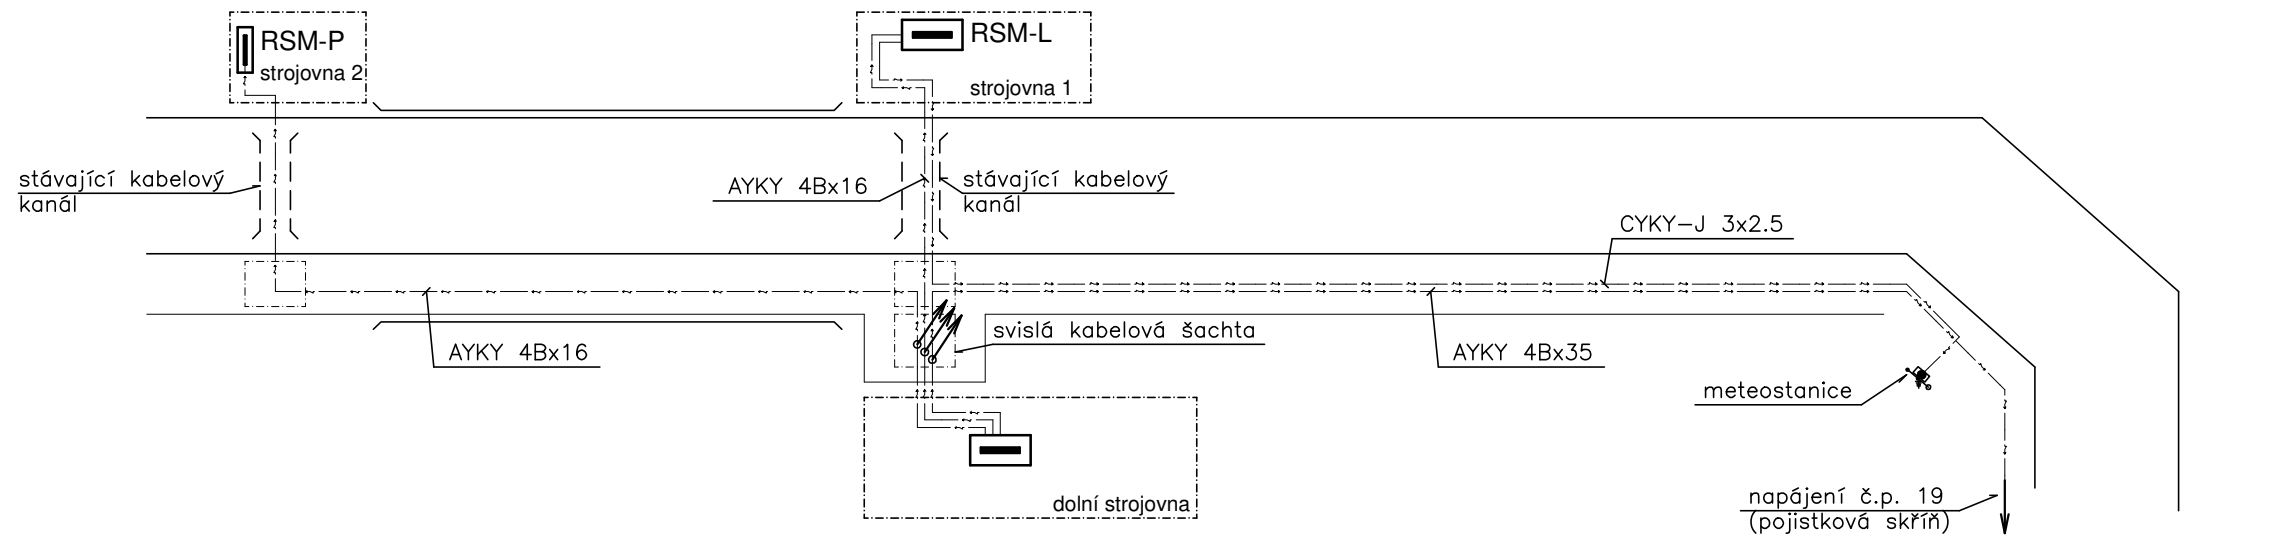 RSM-P
strojovna 2
RSM-L
strojovna 1
stávající kabelový
kanál
AYKY 4Bx16
stávající kabelový
kanál
CYKY-J 3x2.5
AYKY 4Bx16
svislá kabelová šachta
AYKY 4Bx35
meteostanice
dolní strojovna
napájení č.p. 19
(pojistková skříň)